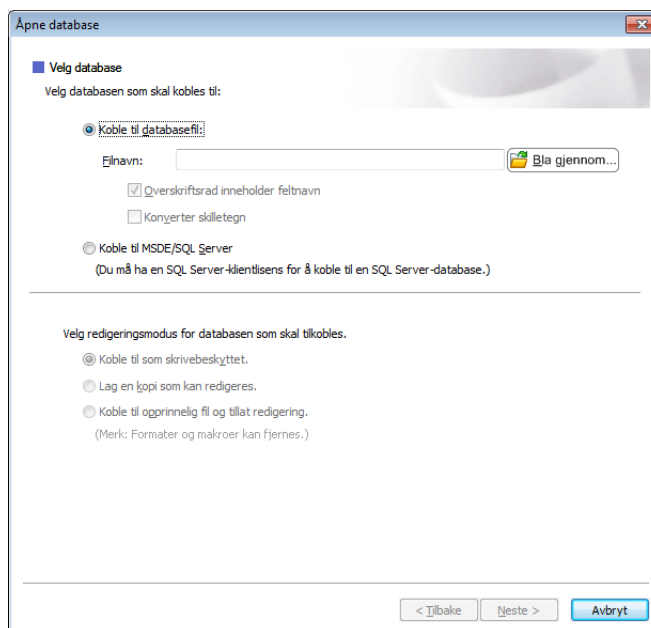 Åpne database
Velg database
Velg databasen som skal kobles til:
Koble til databasefil:
Filnavn:
Bla gjennom...
Overskriftsrad inneholder feltnavn
Konverter skilletegn
Koble til MSDE/SQL Server
(Du må ha en SQL Server-klientlisens for å koble til en SQL Server-database.)
Velg redigeringsmodus for databasen som skal tilkobles.
Koble til som skrivebeskyttet.
Lag en kopi som kan redigeres.
Koble til opprinnelig fil og tillat redigering.
(Merk: Formater og makroer kan fjernes.)
< Tilbake
Neste >
Avbryt